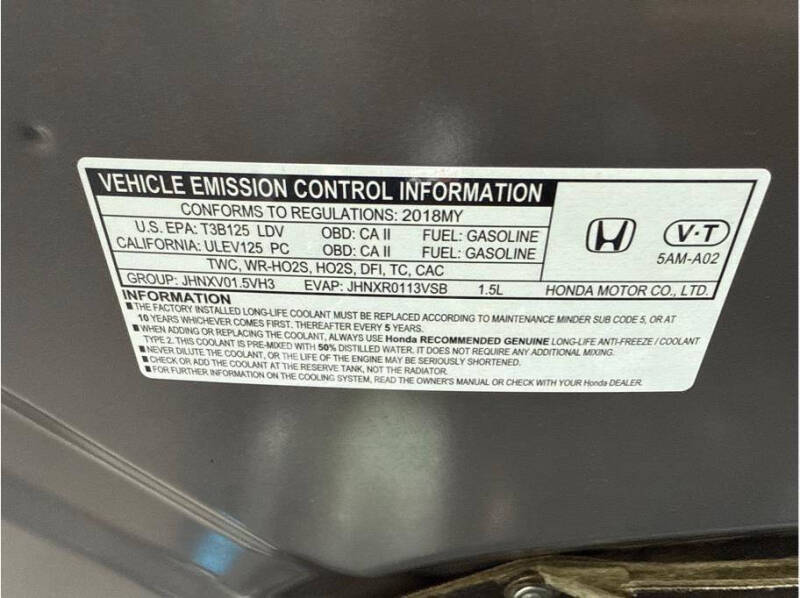 VEHICLE EMISSION CONTROL INFORMATION
CONFORMS TO REGULATIONS: 2018MY
U.S. EPA: T3B125 LDV OBD: CA II FUEL: GASOLINE
CALIFORNIA: ULEV125 PC OBD: CA II FUEL: GASOLINE
V·T
5AM-A02
TWC, WR-HO2S, HO2S, DFI, TC, CAC
GROUP: JHNXV01.5VH3 EVAP: JHNXR0113VSB 1.5L HONDA MOTOR CO., LTD.
INFORMATION
■THE FACTORY INSTALLED LONG-LIFE COOLANT MUST BE REPLACED ACCORDING TO MAINTENANCE MINDER SUB CODE 5, OR AT
10 YEARS WHICHEVER COMES FIRST. THEREAFTER EVERY 5 YEARS.
■WHEN ADDING OR REPLACING THE COOLANT, ALWAYS USE Honda RECOMMENDED GENUINE LONG-LIFE ANTI-FREEZE / COOLANT
TYPE 2. THIS COOLANT IS PRE-MIXED WITH 50% DISTILLED WATER. IT DOES NOT REQUIRE ANY ADDITIONAL MIXING.
■NEVER DILUTE THE COOLANT, OR THE LIFE OF THE ENGINE MAY BE SERIOUSLY SHORTENED.
■CHECK OR ADD THE COOLANT AT THE RESERVE TANK, NOT THE RADIATOR.
■FOR FURTHER INFORMATION ON THE COOLING SYSTEM, READ THE OWNER'S MANUAL OR CHECK WITH YOUR Honda DEALER.